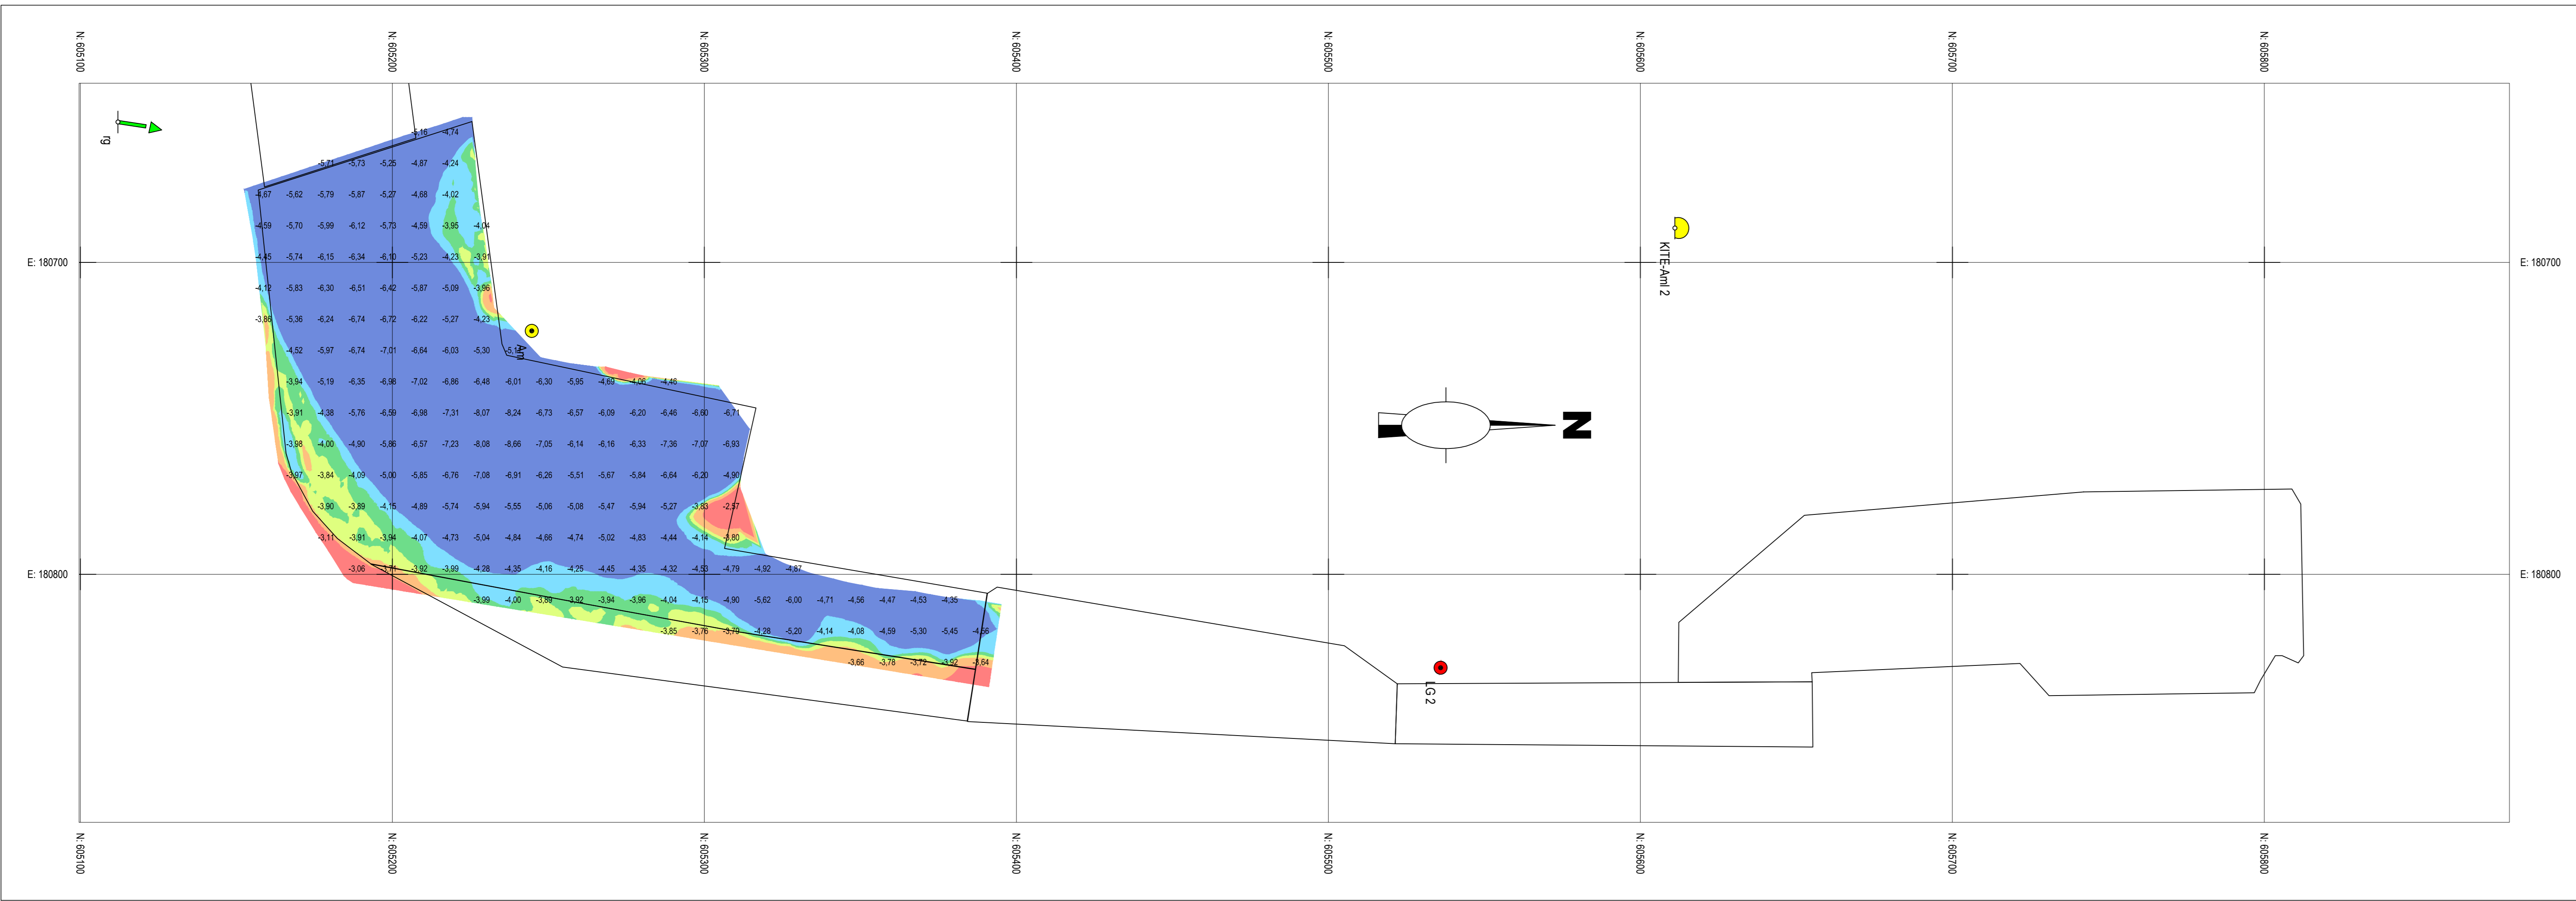 N: 605100 N: 605200 N: 605300 N: 605400 N: 605500 N: 605600 N: 605700 N: 605800
rg
-5,16 -4,74
-5,71 -5,73 -5,25 -4,87 -4,24
-4,67 -5,62 -5,79 -5,87 -5,27 -4,68 -4,02
-4,59 -5,70 -5,99 -6,12 -5,73 -4,59 -3,95 -4,04
KITE-Aml 2
-4,45 -5,74 -6,15 -6,34 -6,10 -5,23 -4,23 -3,91
E: 180700 E: 180700
-4,12 -5,83 -6,30 -6,51 -6,42 -5,87 -5,09 -3,96
-3,86 -5,36 -6,24 -6,74 -6,72 -6,22 -5,27 -4,23
Am
-4,52 -5,97 -6,74 -7,01 -6,64 -6,03 -5,30
-3,94 -5,19 -6,35 -6,98 -7,02 -6,86 -6,48 -6,01 -6,30 -5,95 -4,69 -4,06 -4,46
-3,91 -4,38 -5,76 -6,59 -6,98 -7,31 -8,07 -8,24 -6,73 -6,57 -6,09 -6,20 -6,46 -6,60 -6,71
N
-3,98 -4,00 -4,90 -5,86 -6,57 -7,23 -8,08 -8,66 -7,05 -6,14 -6,16 -6,33 -7,36 -7,07 -6,93
-3,97 -3,84 -4,09 -5,00 -5,85 -6,76 -7,08 -6,91 -6,26 -5,51 -5,67 -5,84 -6,64 -6,20 -4,90
-3,90 -3,89 -4,15 -4,89 -5,74 -5,94 -5,55 -5,06 -5,08 -5,47 -5,94 -5,27 -3,83 -2,57
-3,11 -3,91 -3,94 -4,07 -4,73 -5,04 -4,84 -4,66 -4,74 -5,02 -4,83 -4,44 -4,14 -3,80
-3,06 -3,71 -3,92 -3,99 -4,28 -4,35 -4,16 -4,25 -4,45 -4,35 -4,32 -4,53 -4,79 -4,92 -4,87
E: 180800 E: 180800
-3,99 -4,00 -3,89 -3,92 -3,94 -3,96 -4,04 -4,15 -4,90 -5,62 -6,00 -4,71 -4,56 -4,47 -4,53 -4,35
-3,85 -3,76 -3,79 -4,28 -5,20 -4,14 -4,08 -4,59 -5,30 -5,45 -4,56
-3,66 -3,78 -3,72 -3,92 -3,64
LG 2
N: 605100 N: 605200 N: 605300 N: 605400 N: 605500 N: 605600 N: 605700 N: 605800